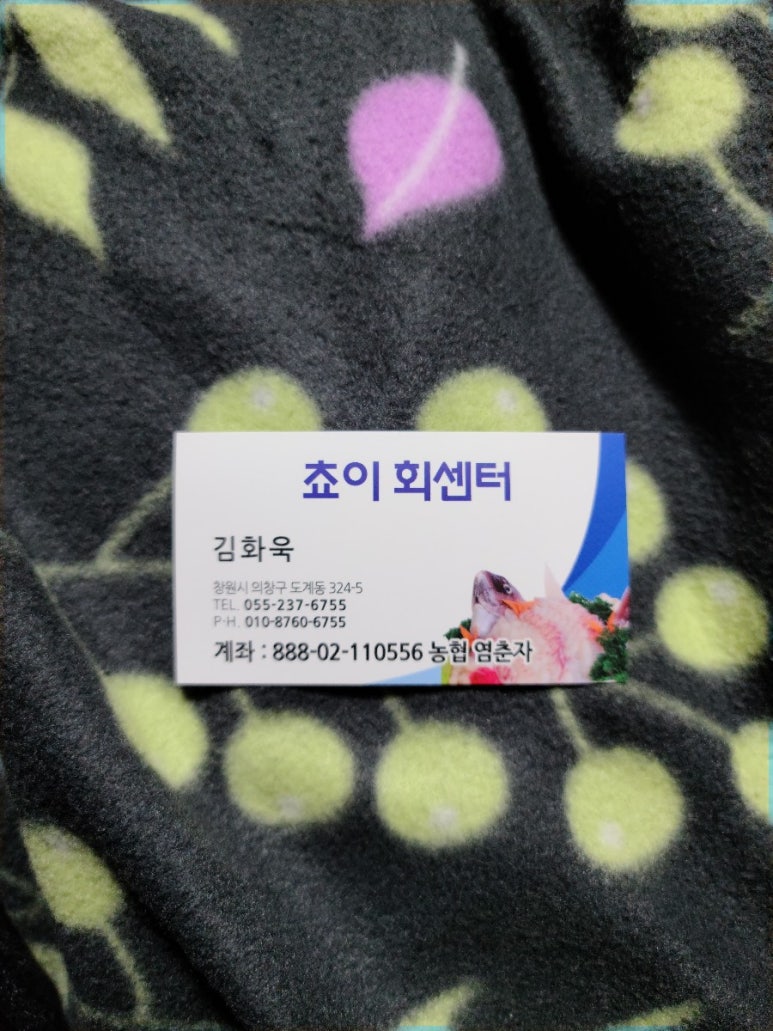 쵸이 회센터
김화욱
창원시 의창구 도계동 324-5
TEL. 055-237-6755
P·H. 010-8760-6755
계좌 : 888-02-110556 농협 염춘자